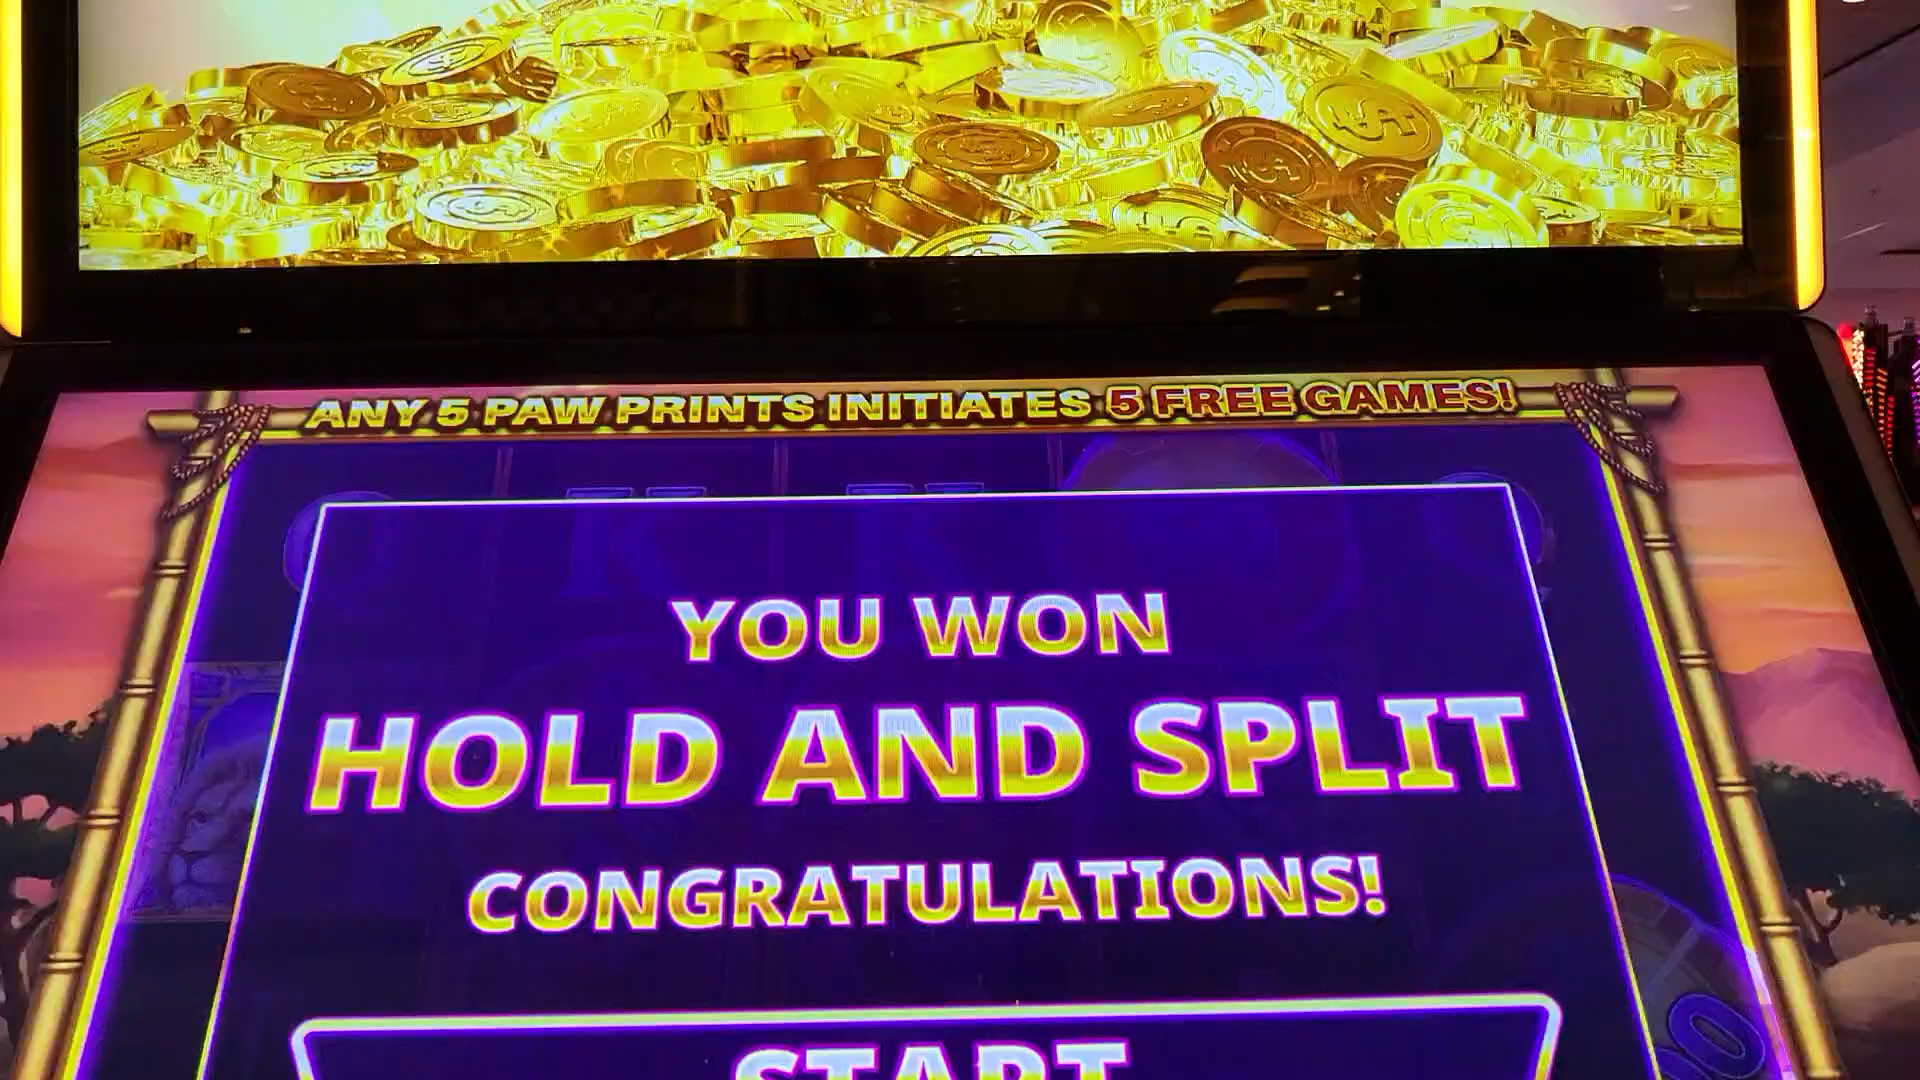 ANY 5 PAW PRINTS INITIATES 5 FREE GAMES!
YOU WON
HOLD AND SPLIT
CONGRATULATIONS!
START